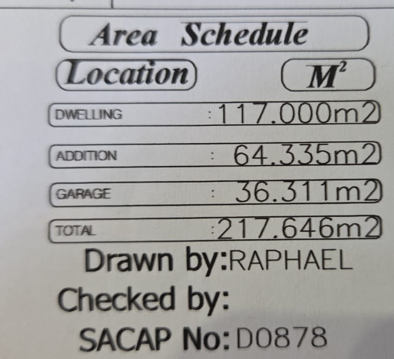 Area Schedule
Location M²
DWELLING :117.000m2
ADDITION : 64.335m2
GARAGE : 36.311m2
TOTAL :217.646m2
Drawn by:RAPHAEL
Checked by:
SACAP No: D0878